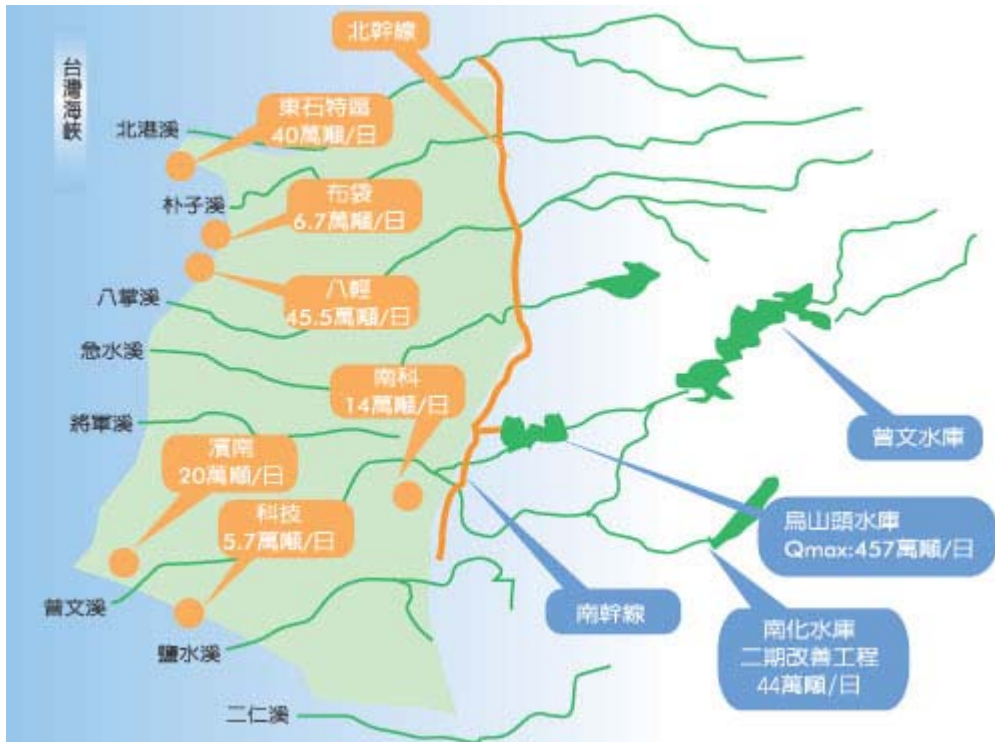 台灣海峽
北幹線
東石特區
40萬噸/日
北港溪
朴子溪
布袋
6.7萬噸/日
八掌溪
八輕
45.5萬噸/日
急水溪
南科
14萬噸/日
將軍溪
濱南
20萬噸/日
科技
5.7萬噸/日
曾文水庫
烏山頭水庫
Qmax:457萬噸/日
曾文溪
南幹線
鹽水溪
南化水庫
二期改善工程
44萬噸/日
二仁溪